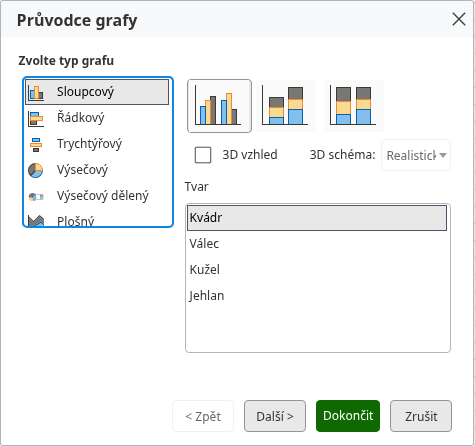 Průvodce grafy
Zvolte typ grafu
Sloupcový
Řádkový
Trychtýřový
Výsečový
Výsečový dělený
Plošný
3D vzhled
3D schéma:
Realistick
Tvar
Kvádr
Válec
Kužel
Jehlan
< Zpět
Další >
Dokončit
Zrušit